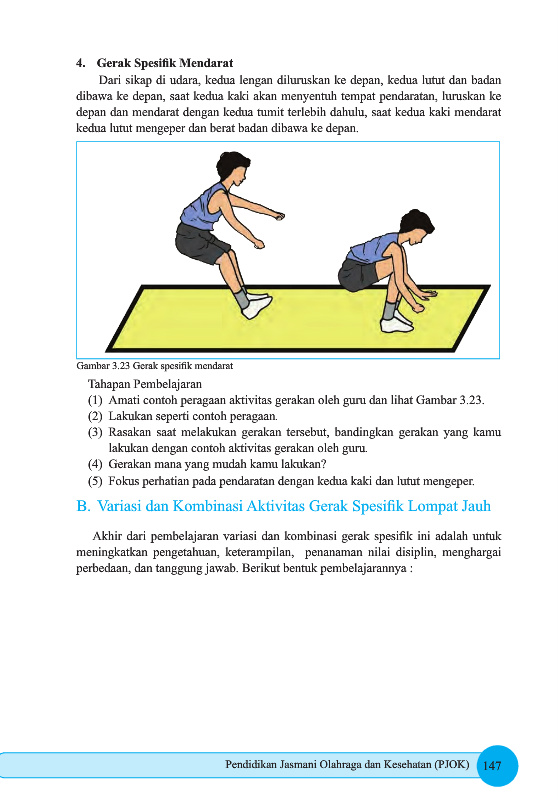 4. Gerak Spesifik Mendarat
Dari sikap di udara, kedua lengan diluruskan ke depan, kedua lutut dan badan
dibawa ke depan, saat kedua kaki akan menyentuh tempat pendaratan, luruskan ke
depan dan mendarat dengan kedua tumit terlebih dahulu, saat kedua kaki mendarat
kedua lutut mengeper dan berat badan dibawa ke depan.
Gambar 3.23 Gerak spesifik mendarat
Tahapan Pembelajaran
(1) Amati contoh peragaan aktivitas gerakan oleh guru dan lihat Gambar 3.23.
(2) Lakukan seperti contoh peragaan.
(3) Rasakan saat melakukan gerakan tersebut, bandingkan gerakan yang kamu
lakukan dengan contoh aktivitas gerakan oleh guru.
(4) Gerakan mana yang mudah kamu lakukan?
(5) Fokus perhatian pada pendaratan dengan kedua kaki dan lutut mengeper.
B. Variasi dan Kombinasi Aktivitas Gerak Spesifik Lompat Jauh
Akhir dari pembelajaran variasi dan kombinasi gerak spesifik ini adalah untuk
meningkatkan pengetahuan, keterampilan, penanaman nilai disiplin, menghargai
perbedaan, dan tanggung jawab. Berikut bentuk pembelajarannya :
Pendidikan Jasmani Olahraga dan Kesehatan (PJOK) 147